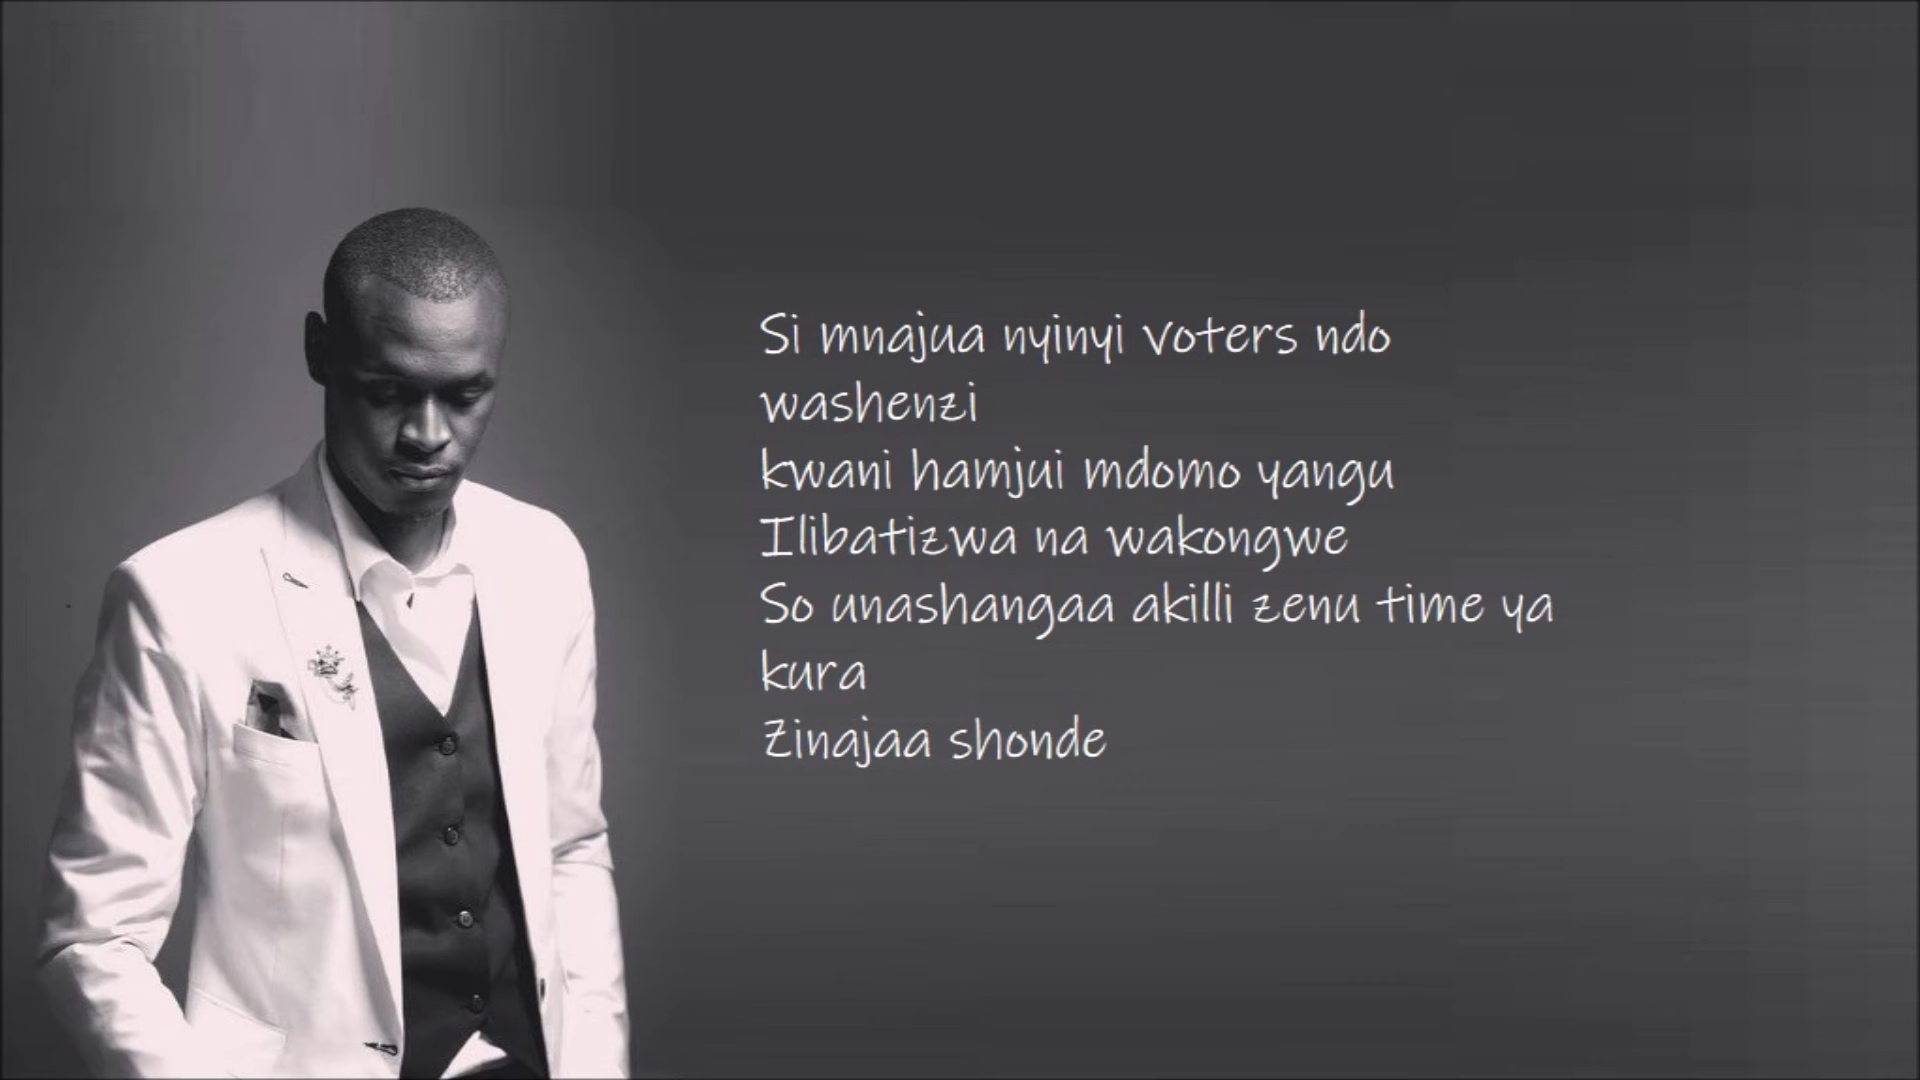 Si mnajua nyinyi voters ndo
washenzi
kwani hamjui mdomo yangu
Ilibatizwa na wakongwe
So unashangaa akilli zenu time ya
kura
Zinajaa shonde